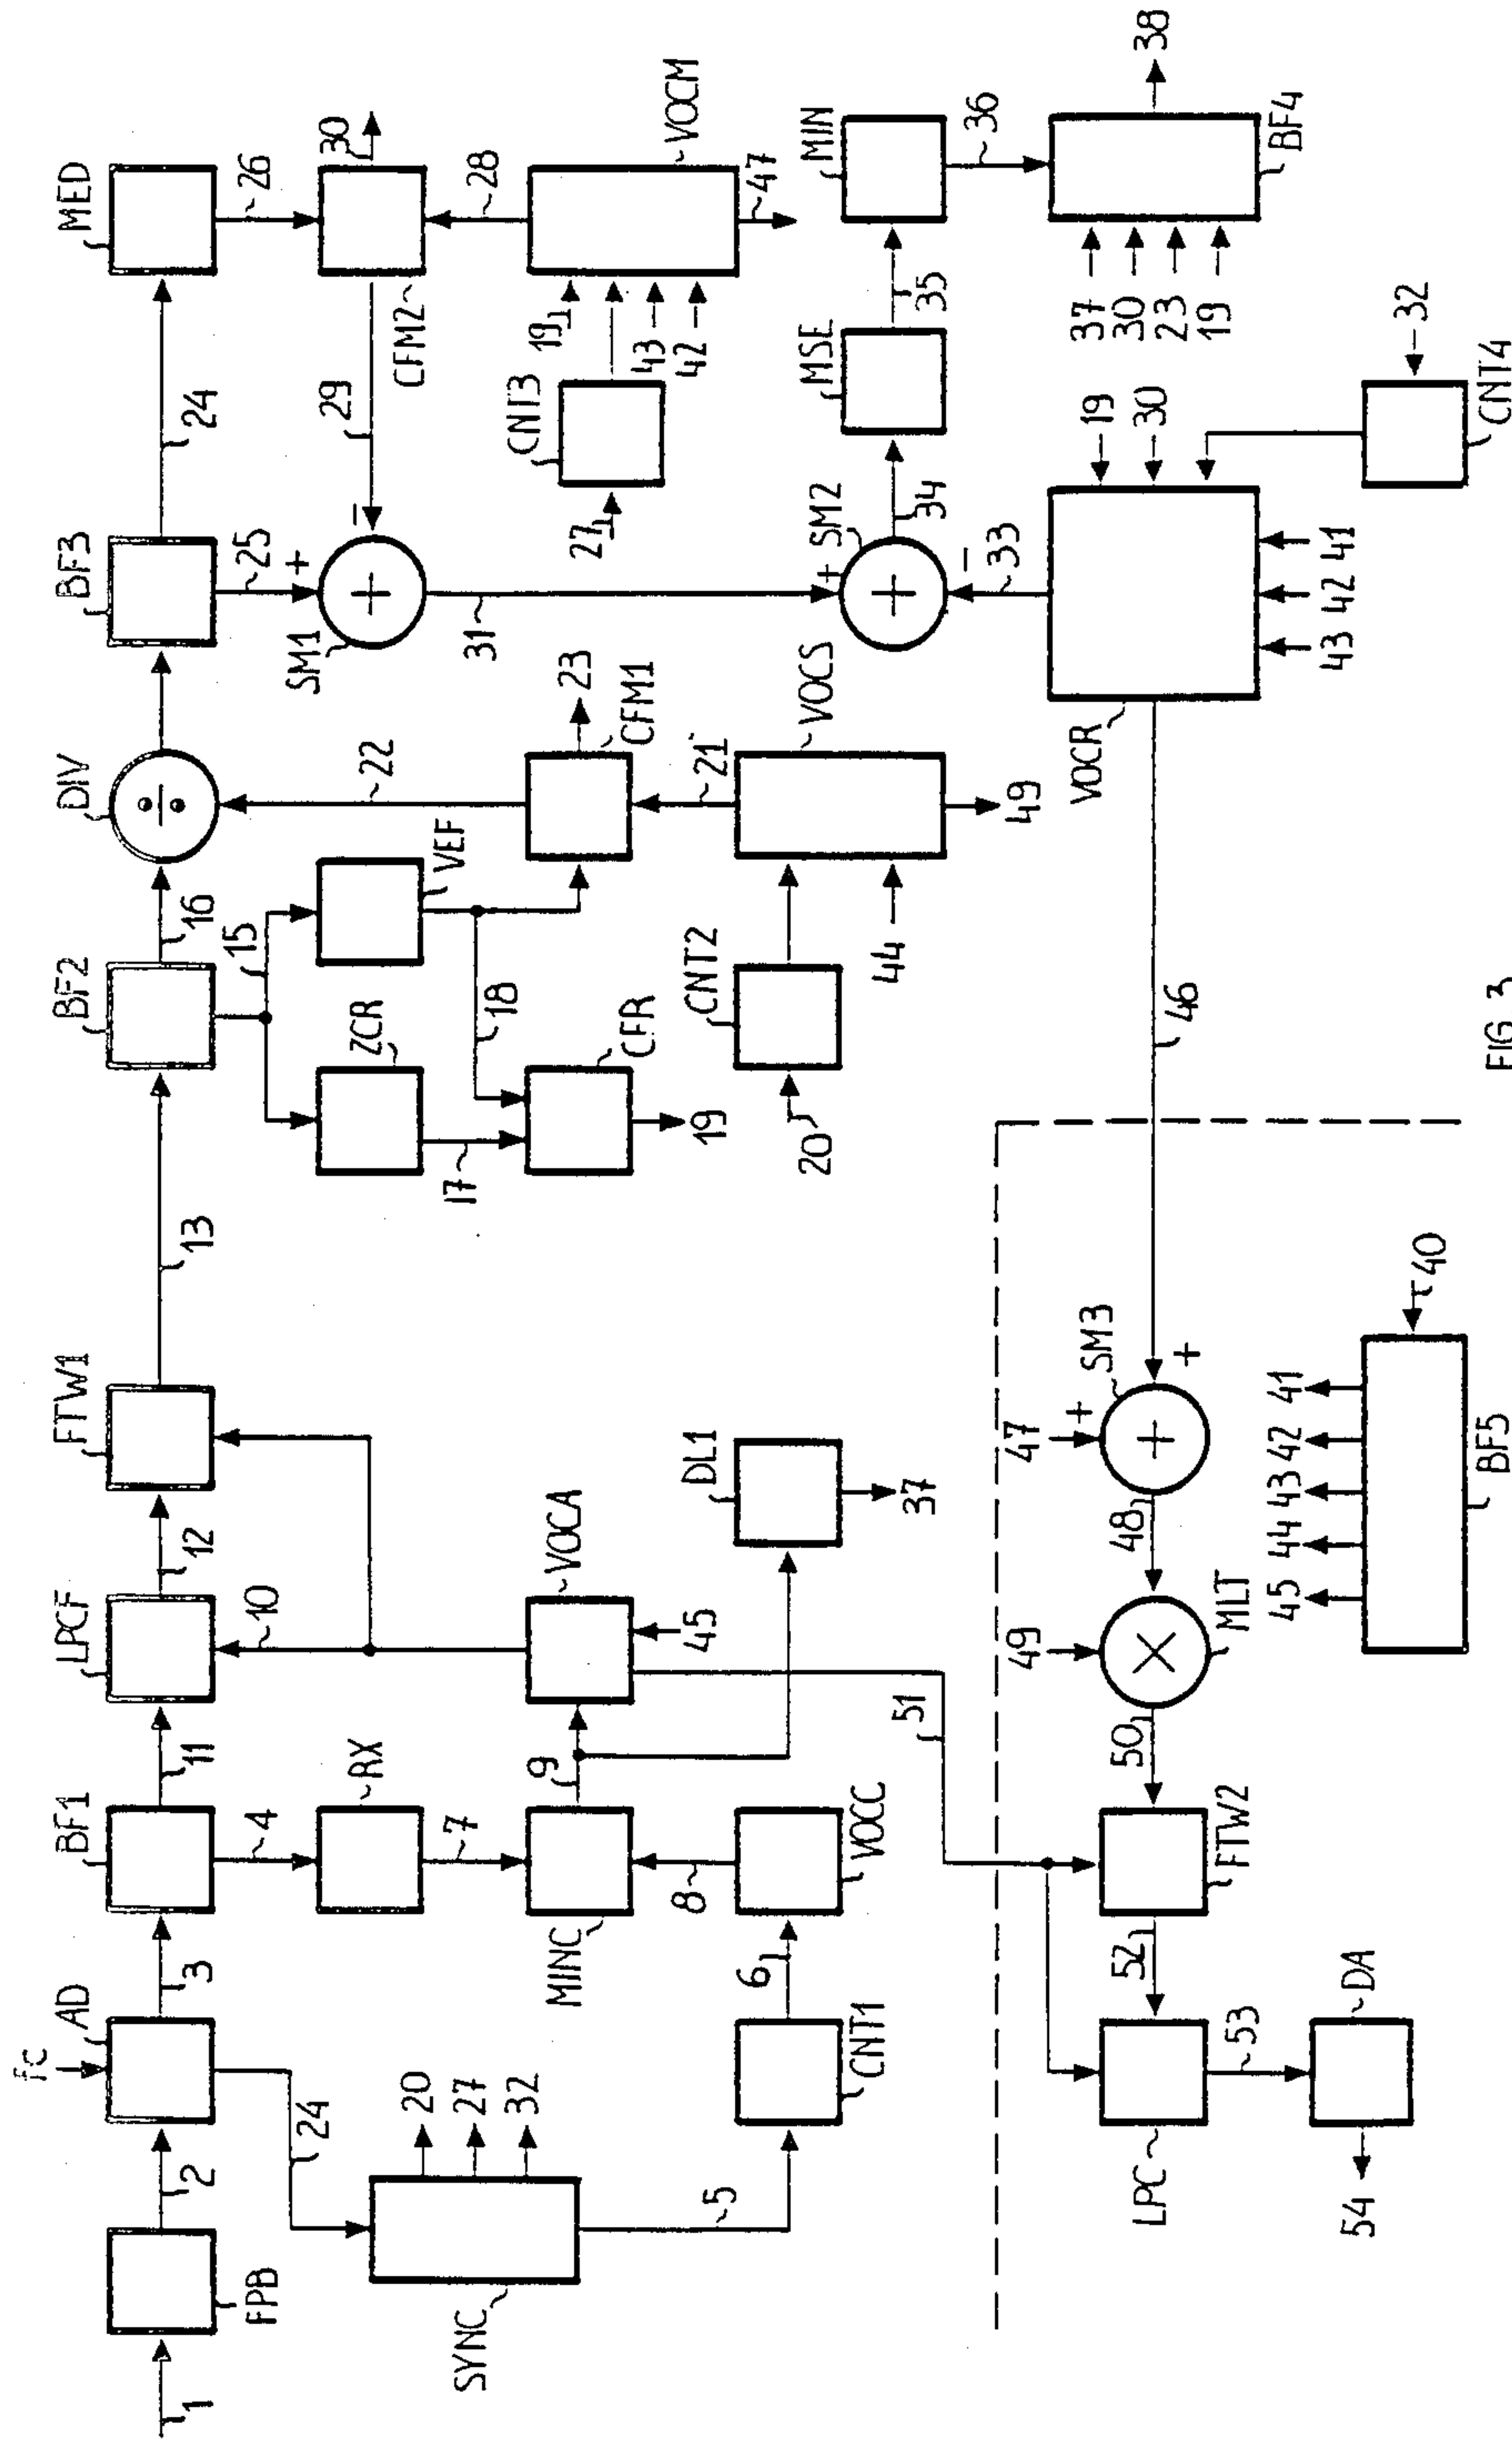 fc
AD
BF1
LPCF
FTW1
BF2
DIV
BF3
MED
1
2
3
11
12
13
16
24
FPB
4
10
15
25
26
+
24
SM1
29
30
−
RX
ZCR
22
CFM2
20
7
17
18
VEF
31
28
SYNC
27
32
9
19
23
19
MINC
VOCA
CFR
CFM1
27
CNT3
43
42
VOCM
5
8
45
DL1
CNT2
21
47
6
20
VOCS
+
SM2
MIN
CNT1
VOCC
44
MSE
51
37
34
35
33
−
36
49
47
+
SM3
VOCR
19
30
37
30
23
19
38
49
48
46
LPC
52
50
+
FTW2
MLT
53
45
44
43
42
41
43
42
41
BF4
54
DA
40
32
BF5
CNT4
FIG. 3